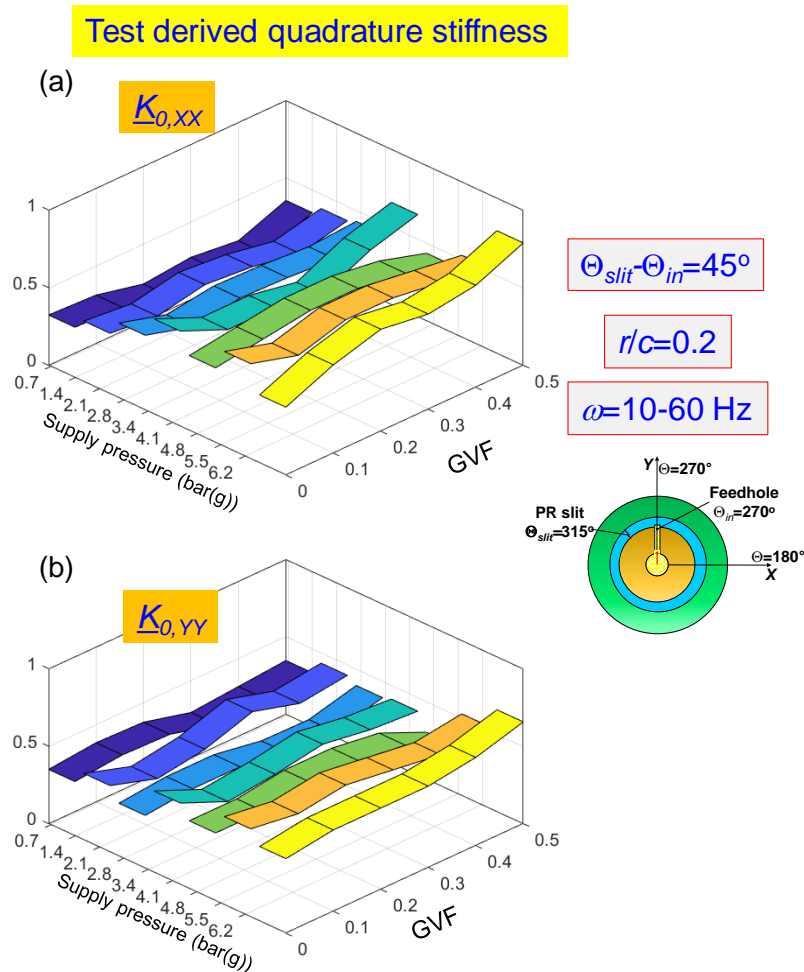 Test derived quadrature stiffness
(a)
K0,XX
1
0.5
0
0.7
1.4
2.1
2.8
3.4
4.1
4.8
5.5
6.2
Supply pressure (bar(g))
0
0.1
0.2
0.3
0.4
0.5
GVF
Θslit-Θin=45o
r/c=0.2
ω=10-60 Hz
Y Θ=270°
PR slit
Θslit=315°
Feedhole
Θin=270o
Θ=180°
X
(b)
K0,YY
1
0.5
0
0.7
1.4
2.1
2.8
3.4
4.1
4.8
5.5
6.2
Supply pressure (bar(g))
0
0.1
0.2
0.3
0.4
0.5
GVF